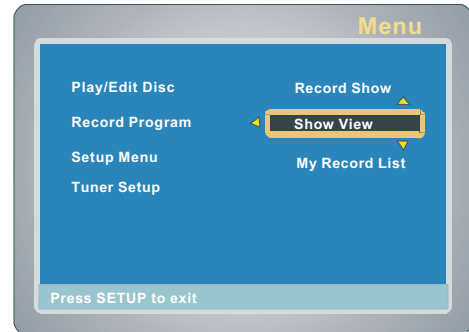 Menu
Play/Edit Disc
Record Show
Record Program
Show View
Setup Menu
My Record List
Tuner Setup
Press SETUP to exit